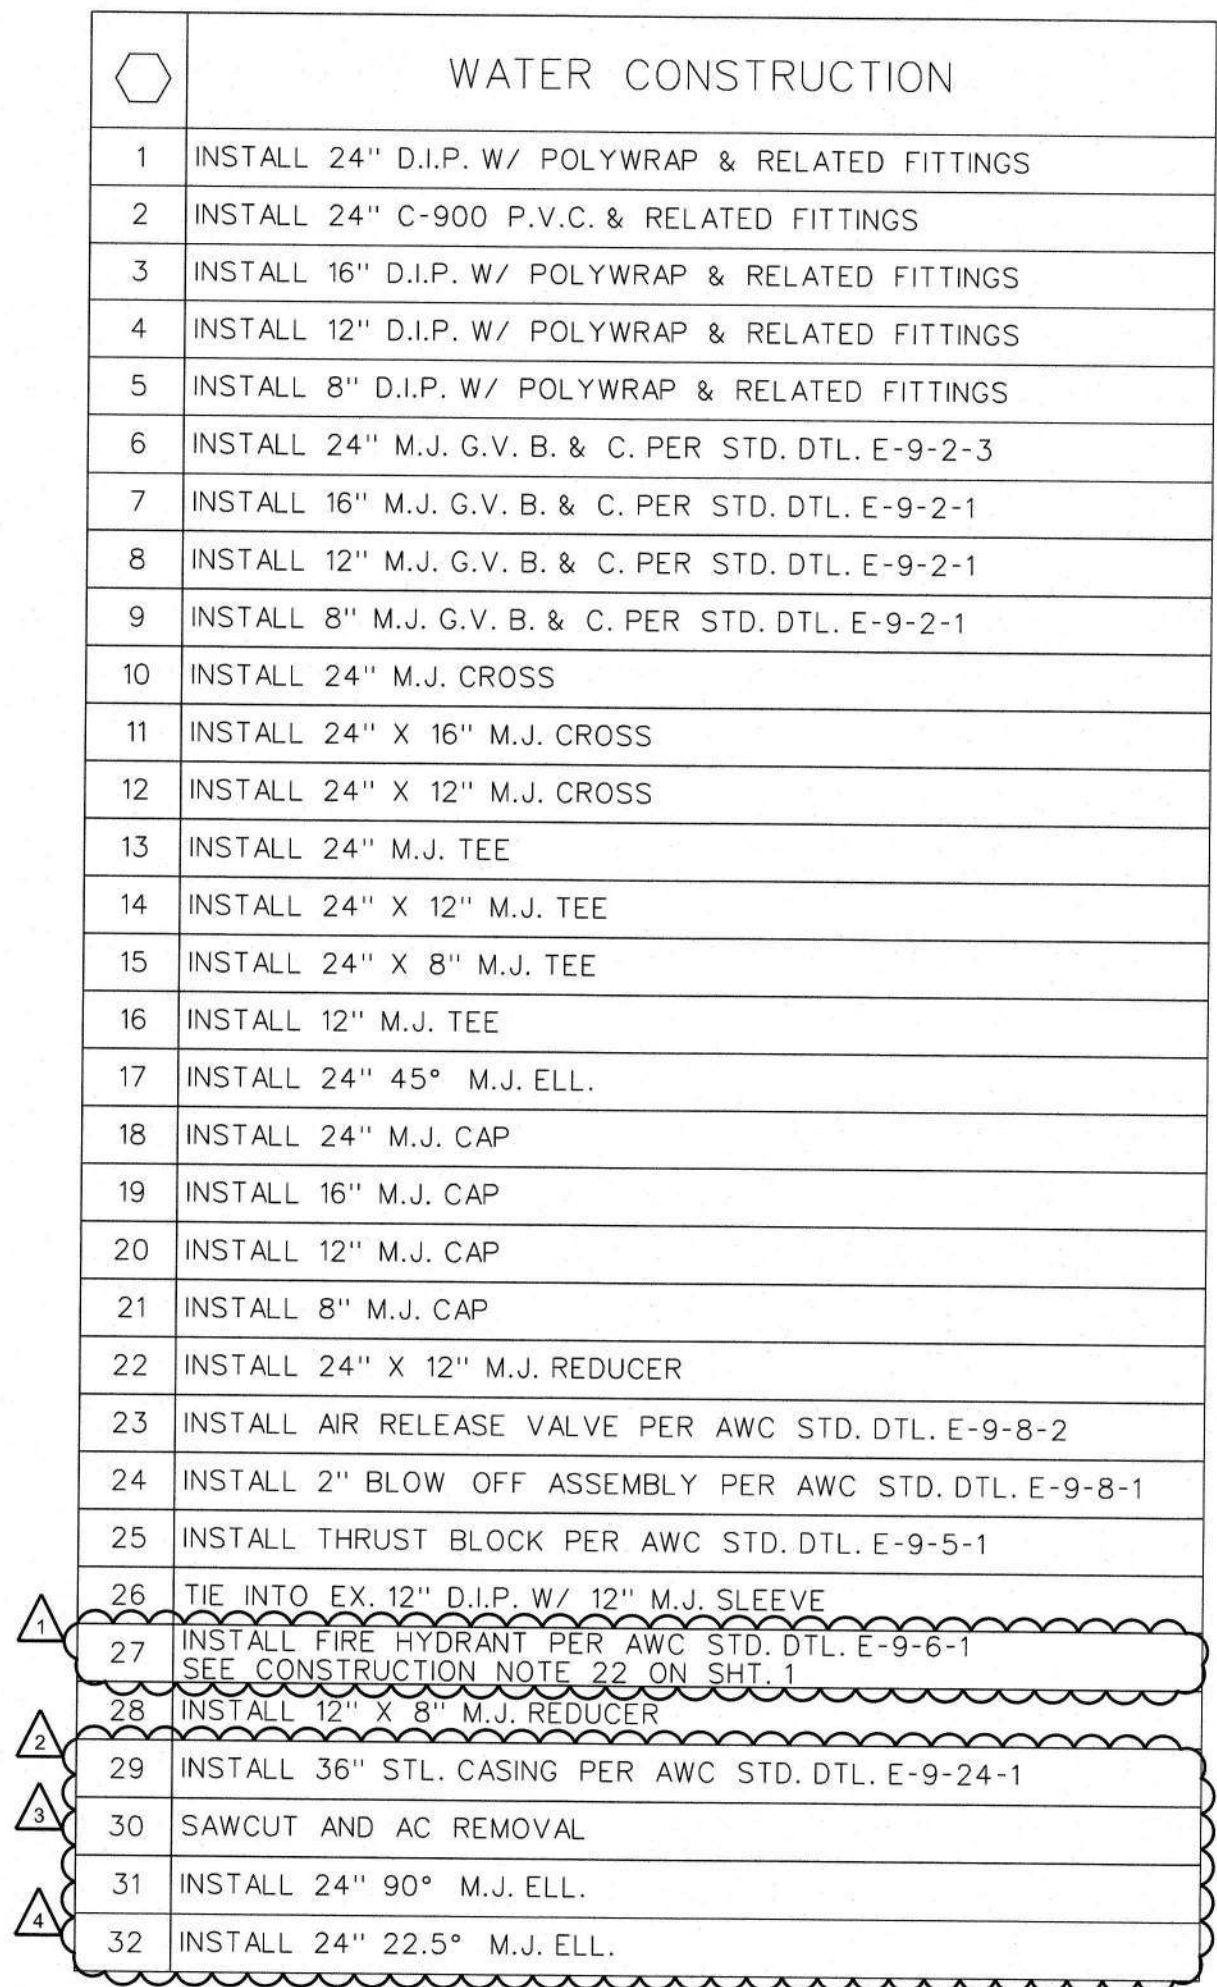 WATER CONSTRUCTION
1 INSTALL 24" D.I.P. W/ POLYWRAP & RELATED FITTINGS
2 INSTALL 24" C-900 P.V.C. & RELATED FITTINGS
3 INSTALL 16" D.I.P. W/ POLYWRAP & RELATED FITTINGS
4 INSTALL 12" D.I.P. W/ POLYWRAP & RELATED FITTINGS
5 INSTALL 8" D.I.P. W/ POLYWRAP & RELATED FITTINGS
6 INSTALL 24" M.J. G.V. B. & C. PER STD. DTL. E-9-2-3
7 INSTALL 16" M.J. G.V. B. & C. PER STD. DTL. E-9-2-1
8 INSTALL 12" M.J. G.V. B. & C. PER STD. DTL. E-9-2-1
9 INSTALL 8" M.J. G.V. B. & C. PER STD. DTL. E-9-2-1
10 INSTALL 24" M.J. CROSS
11 INSTALL 24" X 16" M.J. CROSS
12 INSTALL 24" X 12" M.J. CROSS
13 INSTALL 24" M.J. TEE
14 INSTALL 24" X 12" M.J. TEE
15 INSTALL 24" X 8" M.J. TEE
16 INSTALL 12" M.J. TEE
17 INSTALL 24" 45° M.J. ELL.
18 INSTALL 24" M.J. CAP
19 INSTALL 16" M.J. CAP
20 INSTALL 12" M.J. CAP
21 INSTALL 8" M.J. CAP
22 INSTALL 24" X 12" M.J. REDUCER
23 INSTALL AIR RELEASE VALVE PER AWC STD. DTL. E-9-8-2
24 INSTALL 2" BLOW OFF ASSEMBLY PER AWC STD. DTL. E-9-8-1
25 INSTALL THRUST BLOCK PER AWC STD. DTL. E-9-5-1
26 TIE INTO EX. 12" D.I.P. W/ 12" M.J. SLEEVE
1
27 INSTALL FIRE HYDRANT PER AWC STD. DTL. E-9-6-1
SEE CONSTRUCTION NOTE 22 ON SHT. 1
28 INSTALL 12" X 8" M.J. REDUCER
2
29 INSTALL 36" STL. CASING PER AWC STD. DTL. E-9-24-1
3
30 SAWCUT AND AC REMOVAL
31 INSTALL 24" 90° M.J. ELL.
4
32 INSTALL 24" 22.5° M.J. ELL.